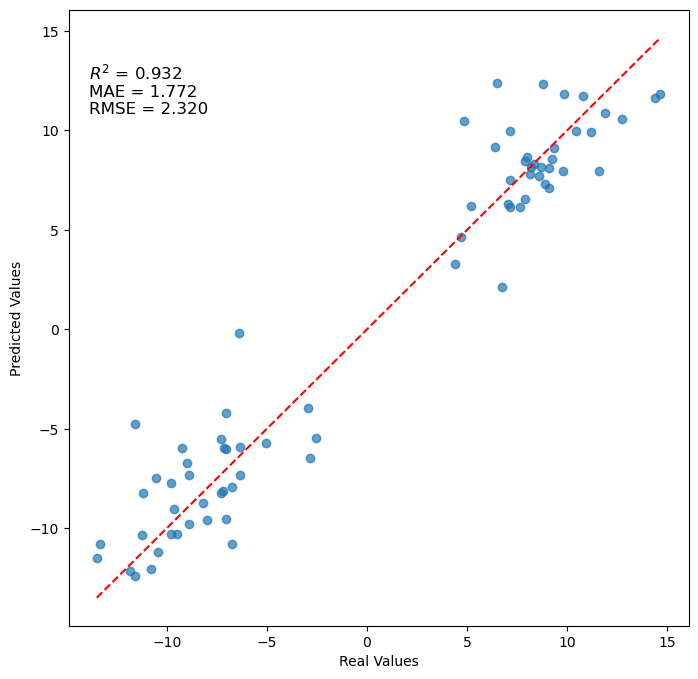 15
10
5
0
−5
−10
R² = 0.932
MAE = 1.772
RMSE = 2.320
Predicted Values
−10 −5 0 5 10 15
Real Values